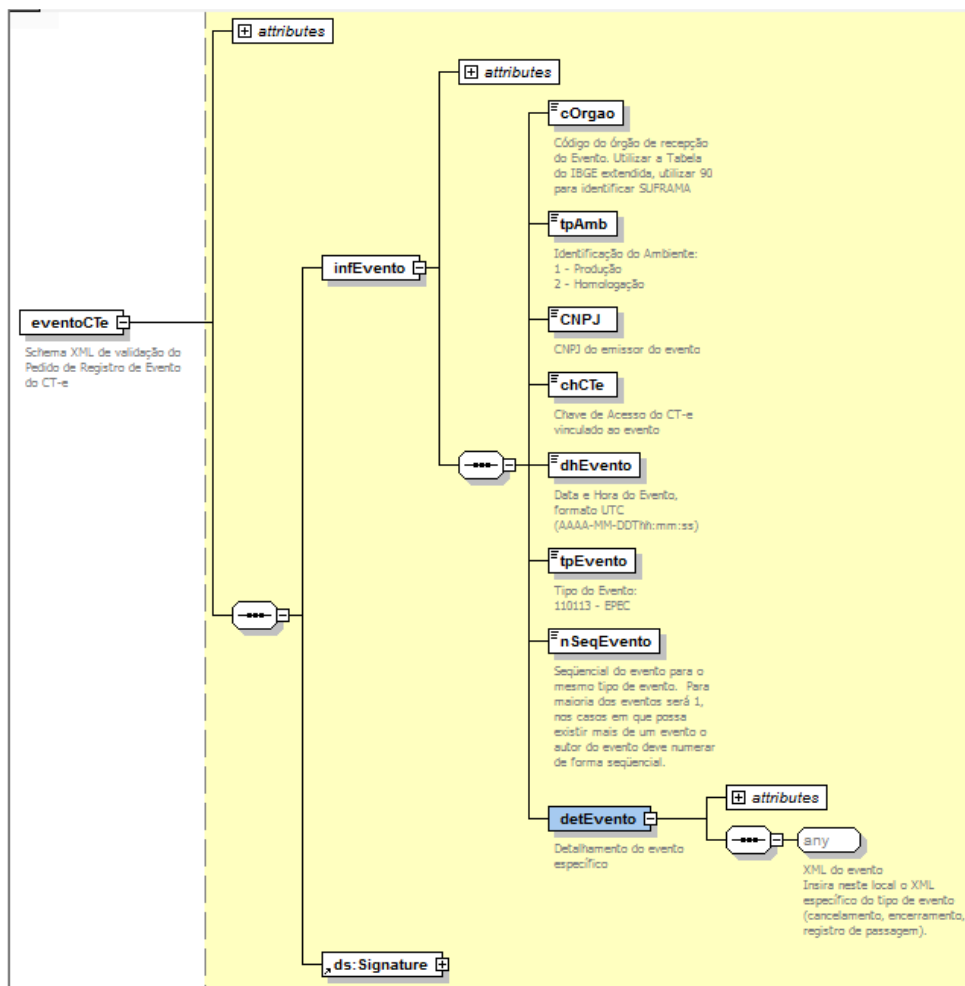 attributes
attributes
cOrgao
Código do órgão de recepção
do Evento. Utilizar a Tabela
do IBGE extendida, utilizar 90
para identificar SUFRAMA
tpAmb
Identificação do Ambiente:
1 - Produção
2 - Homologação
infEvento
CNPJ
CNPJ do emissor do evento
eventoCTe
Schema XML de validação do
Pedido de Registro de Evento
do CT-e
chCTe
Chave de Acesso do CT-e
vinculado ao evento
dhEvento
Data e Hora do Evento,
formato UTC
(AAAA-MM-DDThh:mm:ss)
tpEvento
Tipo do Evento:
110113 - EPEC
nSeqEvento
Seqüencial do evento para o
mesmo tipo de evento. Para
maioria dos eventos será 1,
nos casos em que possa
existir mais de um evento o
autor do evento deve numerar
de forma seqüencial.
attributes
detEvento
Detalhamento do evento
específico
any
XML do evento
Insira neste local o XML
específico do tipo de evento
(cancelamento, encerramento,
registro de passagem).
ds:Signature